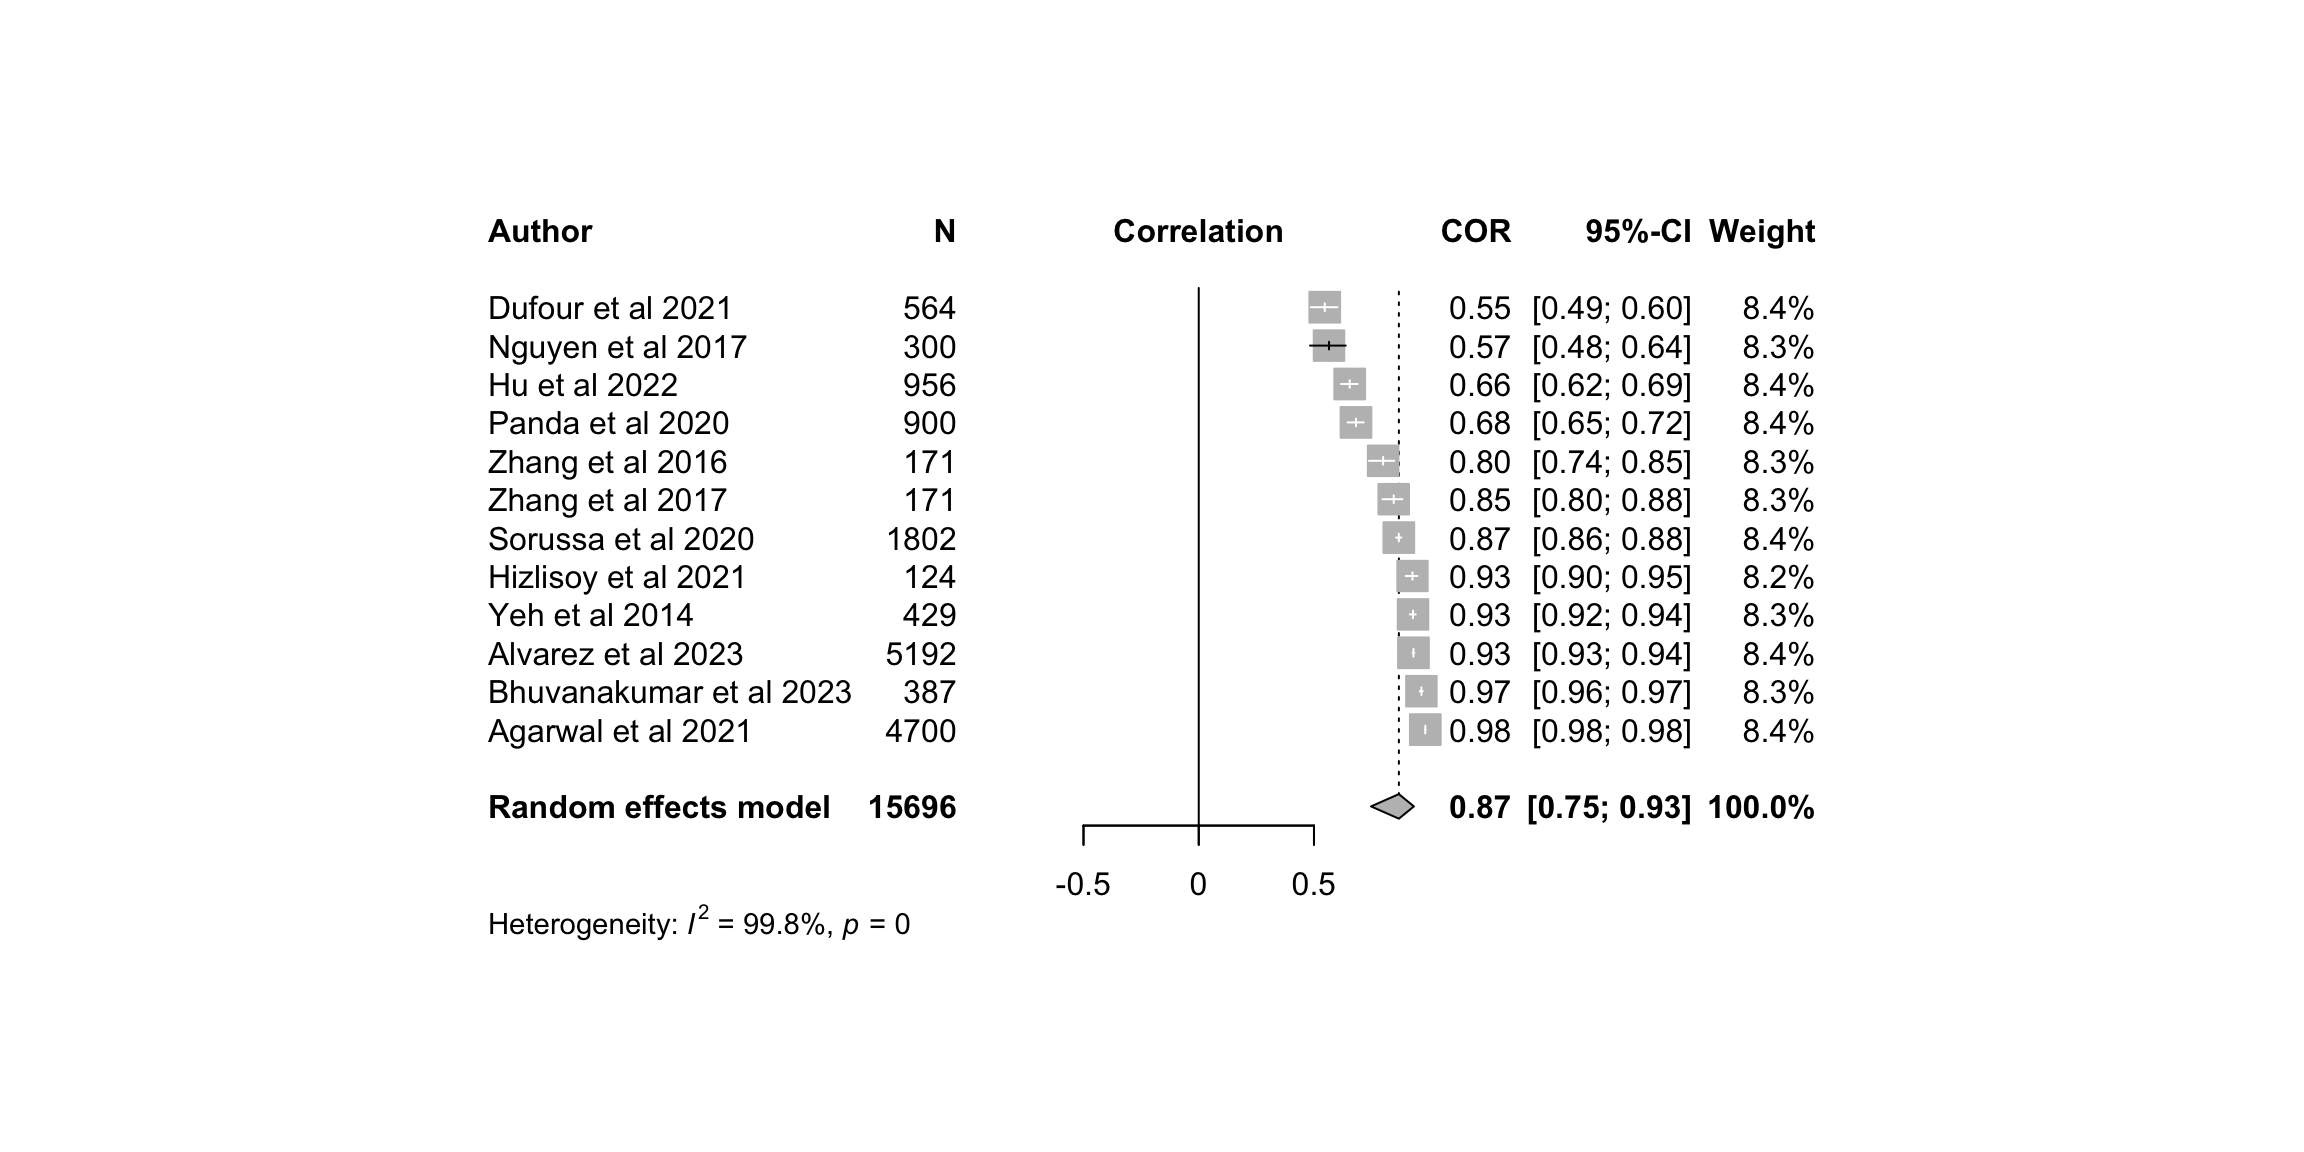 Author N Correlation COR 95%-CI Weight
Dufour et al 2021 564 0.55 [0.49; 0.60] 8.4%
Nguyen et al 2017 300 0.57 [0.48; 0.64] 8.3%
Hu et al 2022 956 0.66 [0.62; 0.69] 8.4%
Panda et al 2020 900 0.68 [0.65; 0.72] 8.4%
Zhang et al 2016 171 0.80 [0.74; 0.85] 8.3%
Zhang et al 2017 171 0.85 [0.80; 0.88] 8.3%
Sorussa et al 2020 1802 0.87 [0.86; 0.88] 8.4%
Hizlisoy et al 2021 124 0.93 [0.90; 0.95] 8.2%
Yeh et al 2014 429 0.93 [0.92; 0.94] 8.3%
Alvarez et al 2023 5192 0.93 [0.93; 0.94] 8.4%
Bhuvanakumar et al 2023 387 0.97 [0.96; 0.97] 8.3%
Agarwal et al 2021 4700 0.98 [0.98; 0.98] 8.4%
Random effects model 15696 0.87 [0.75; 0.93] 100.0%
-0.5 0 0.5
Heterogeneity: I² = 99.8%, p = 0